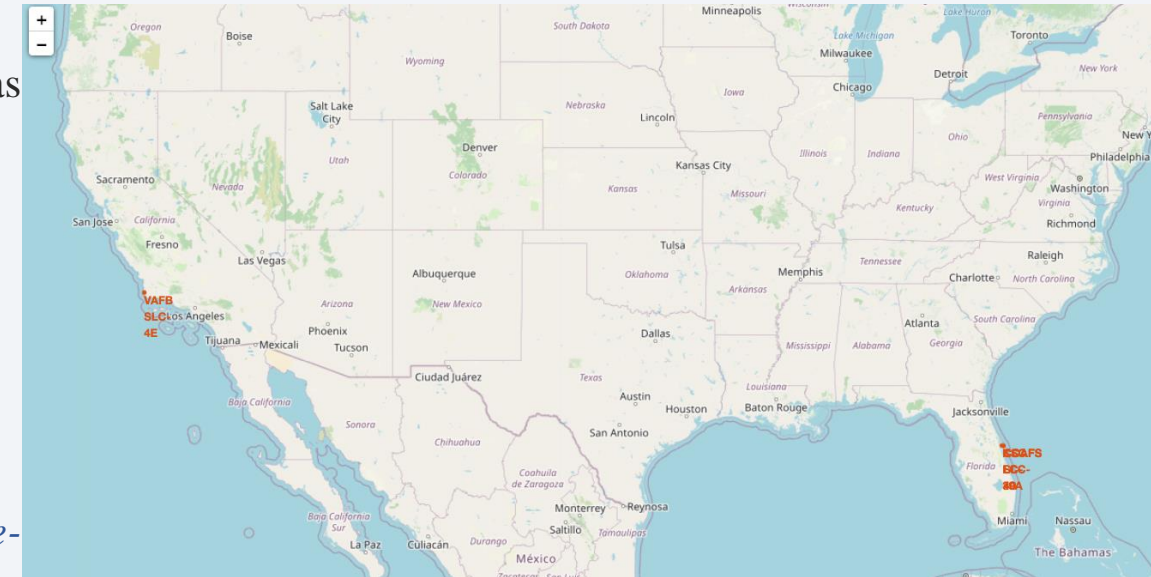 +
−
as
e-
Oregon
Boise
Wyoming
South Dakota
Minneapolis
Wisconsin
Lake Michigan
Milwaukee
Lake Huron
Toronto
Detroit
New York
Chicago
Iowa
Nebraska
Lincoln
Salt Lake
City
Utah
Denver
Colorado
Kansas City
Kansas
Missouri
Illinois
Indiana
Ohio
Pennsylvania
New Y
Philadelphia
West Virginia
Washington
Virginia
Richmond
Kentucky
Sacramento
Nevada
San Jose
California
Fresno
Las Vegas
Albuquerque
New Mexico
Arizona
Tulsa
Oklahoma
Arkansas
Memphis
Tennessee
Raleigh
Charlotte
North Carolina
South Carolina
VAFB
SLC-
4E
Los Angeles
Tijuana
Mexicali
Phoenix
Tucson
Dallas
Atlanta
Mississippi
Alabama
Georgia
Ciudad Juárez
Texas
Louisiana
Baja California
Sonora
Chihuahua
Austin
Houston
Baton Rouge
Jacksonville
San Antonio
Florida
Coahuila
de Zaragoza
Monterrey
Reynosa
Saltillo
Tamaulipas
Miami
Nassau
The Bahamas
Baja California
Sur
La Paz
Culiacán
Durango
México
Zacatecas
San Luis